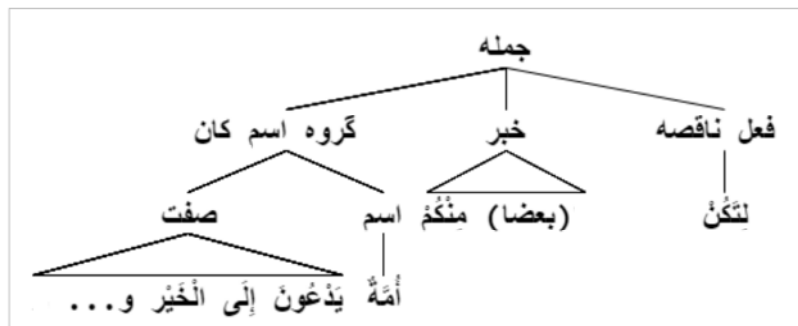 جمله
فعل ناقصه خبر گروه اسم کان
لِتَكُنْ (بعضا) مِنْكُمْ اسم صفت
أُمَّةٌ يَدْعُونَ إِلَى الْخَيْر و...